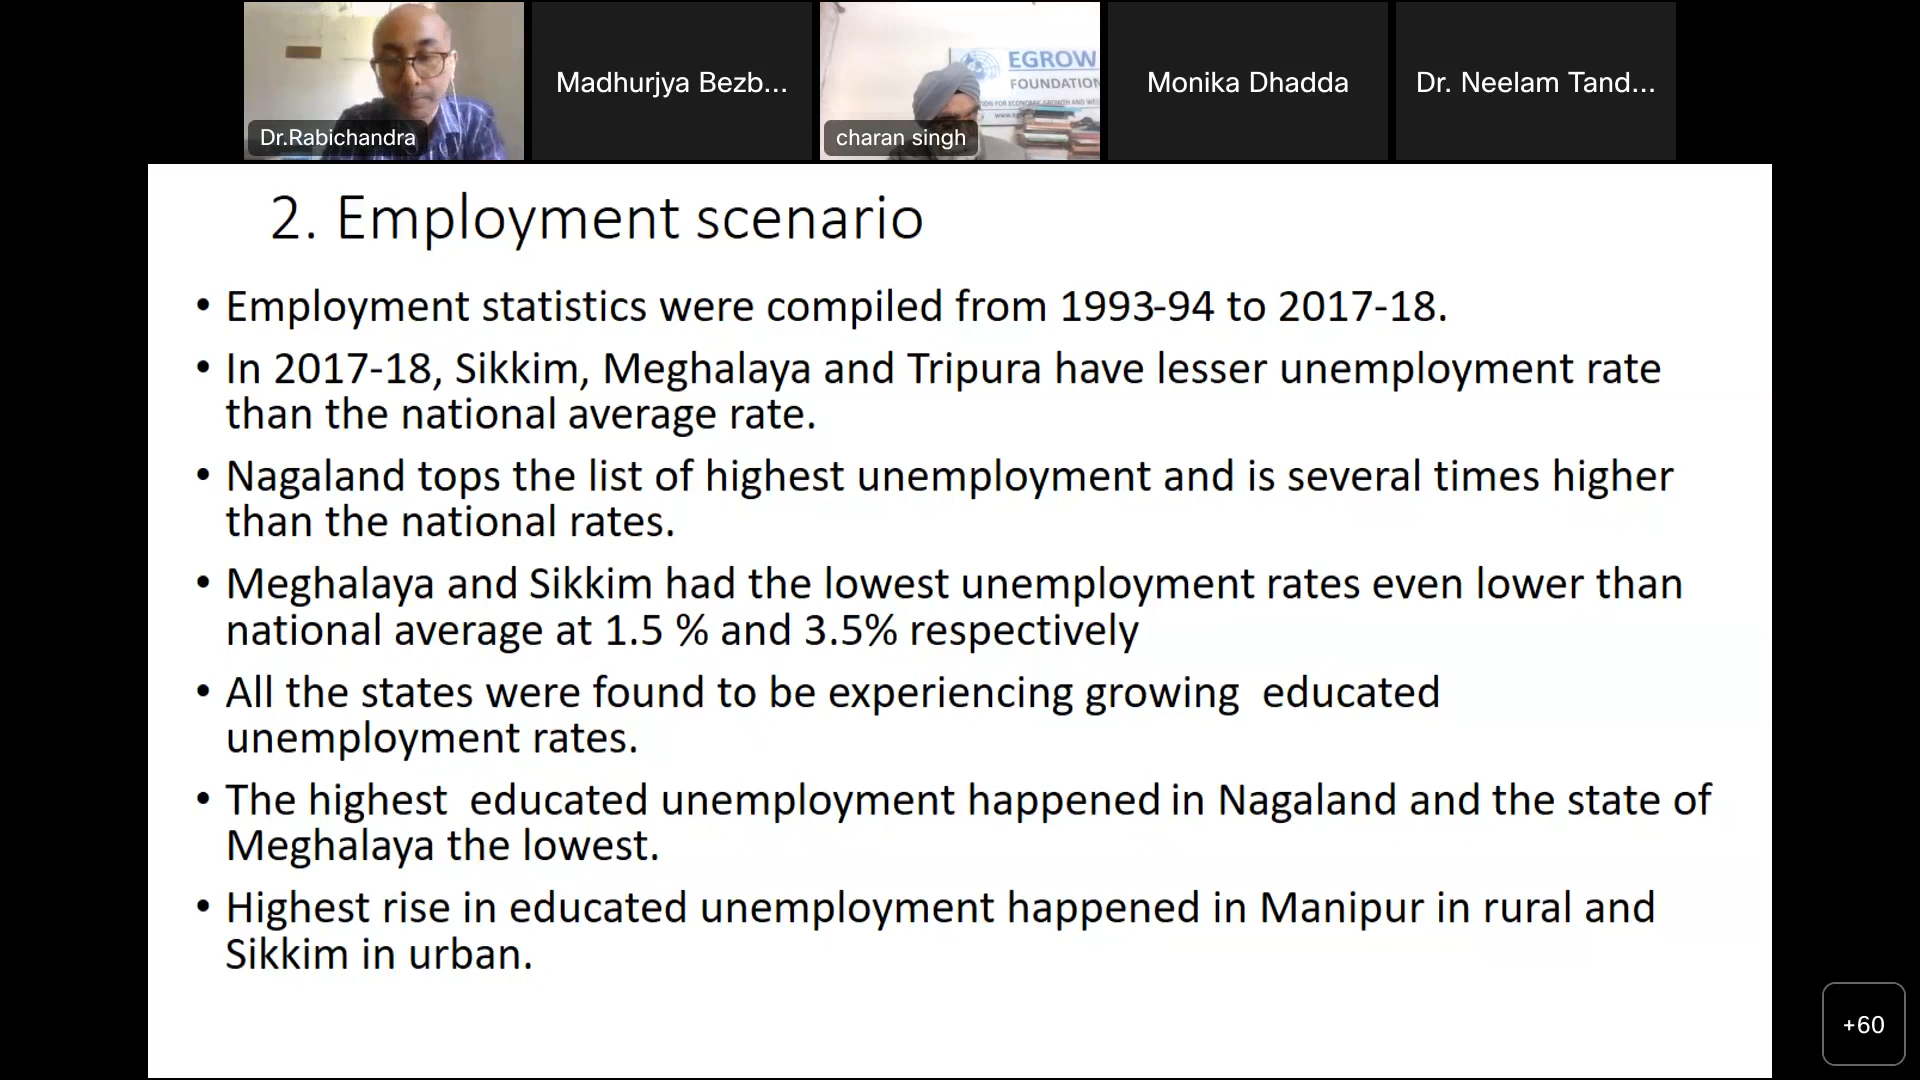 EGROW
FOUNDATION
Madhurjya Bezb...
Monika Dhadda
Dr. Neelam Tand...
Dr.Rabichandra
charan singh
2. Employment scenario
• Employment statistics were compiled from 1993-94 to 2017-18.
• In 2017-18, Sikkim, Meghalaya and Tripura have lesser unemployment rate
than the national average rate.
• Nagaland tops the list of highest unemployment and is several times higher
than the national rates.
• Meghalaya and Sikkim had the lowest unemployment rates even lower than
national average at 1.5 % and 3.5% respectively
• All the states were found to be experiencing growing  educated
unemployment rates.
• The highest  educated unemployment happened in Nagaland and the state of
Meghalaya the lowest.
• Highest rise in educated unemployment happened in Manipur in rural and
Sikkim in urban.
+60